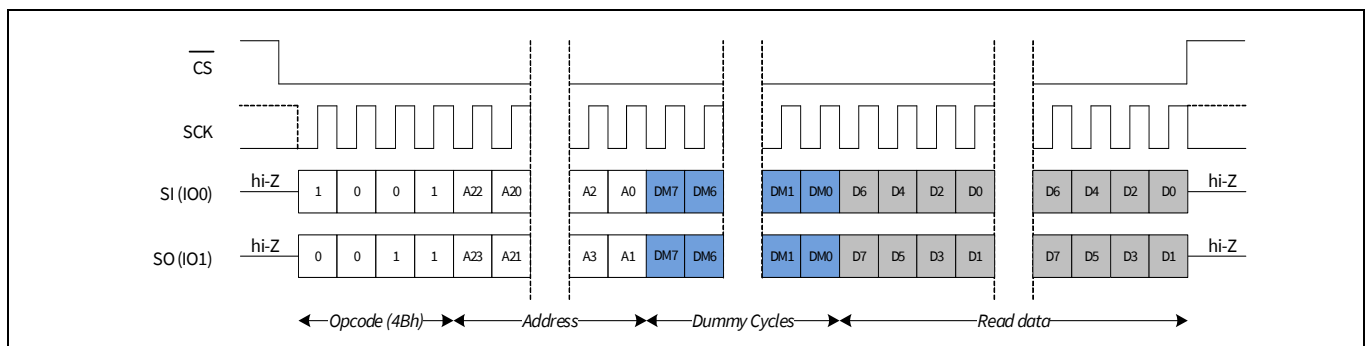 CS
SCK
hi-Z hi-Z
SI (IO0) 1 0 0 1 A22 A20 A2 A0 DM7 DM6 DM1 DM0 D6 D4 D2 D0 D6 D4 D2 D0
hi-Z hi-Z
SO (IO1) 0 0 1 1 A23 A21 A3 A1 DM7 DM6 DM1 DM0 D7 D5 D3 D1 D7 D5 D3 D1
Opcode (4Bh) Address Dummy Cycles Read data